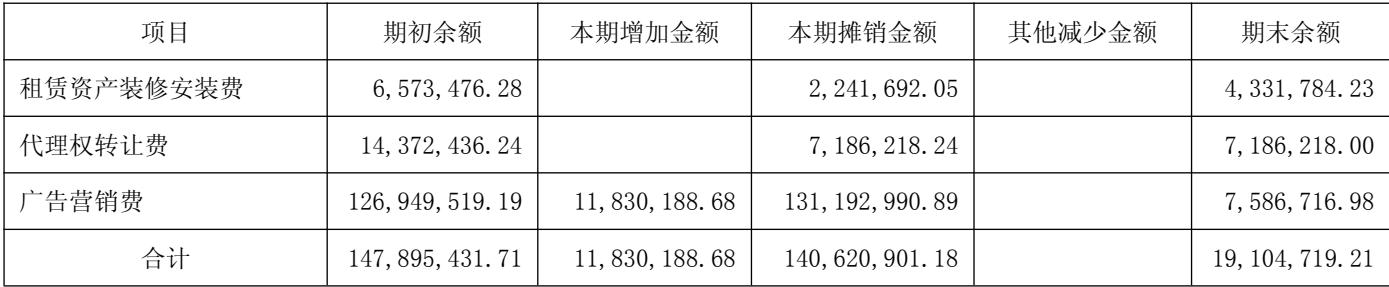 项目 期初余额 本期增加金额 本期摊销金额 其他减少金额 期末余额
租赁资产装修安装费 6,573,476.28 2,241,692.05 4,331,784.23
代理权转让费 14,372,436.24 7,186,218.24 7,186,218.00
广告营销费 126,949,519.19 11,830,188.68 131,192,990.89 7,586,716.98
合计 147,895,431.71 11,830,188.68 140,620,901.18 19,104,719.21